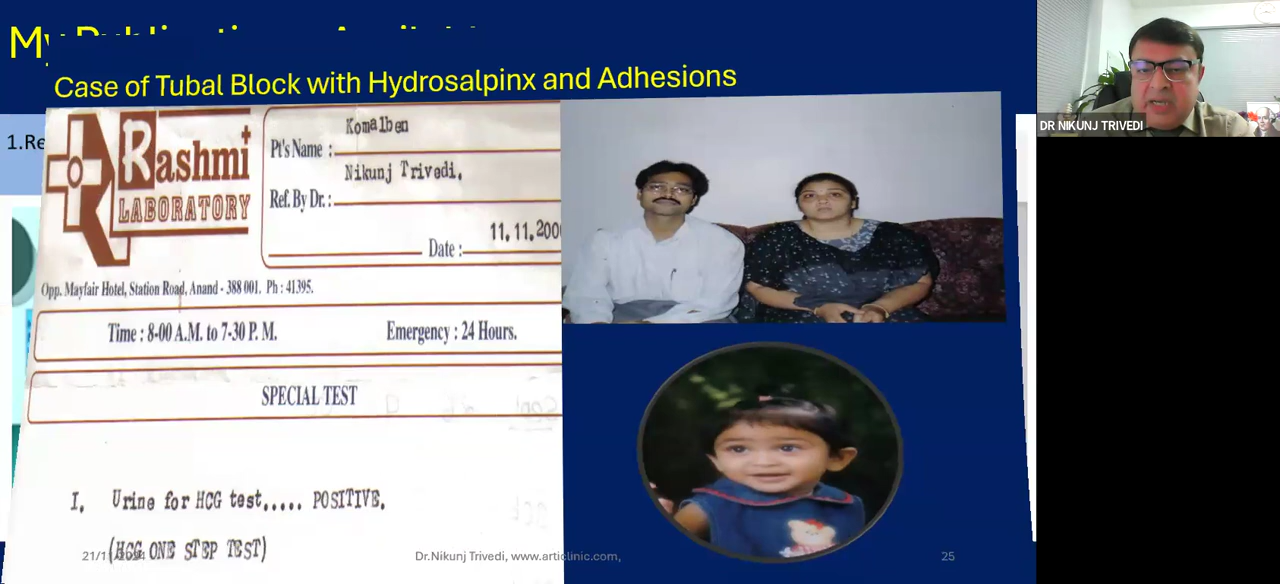 My
Case of Tubal Block with Hydrosalpinx and Adhesions
DR NIKUNJ TRIVEDI
1.Re
Rashmi
LABORATORY
Komalben
Pt's Name :
Nikunj Trivedi.
Ref. By Dr. :
11.11.200
Date :
Opp. Mayfair Hotel, Station Road, Anand - 388 001. Ph : 41395.
Time : 8-00 A.M. to 7-30 P. M. Emergency : 24 Hours.
SPECIAL TEST
I. Urine for HCG test..... POSITIVE.
(HCG ONE STEP TEST)
Dr.Nikunj Trivedi, www.articlinic.com,
25